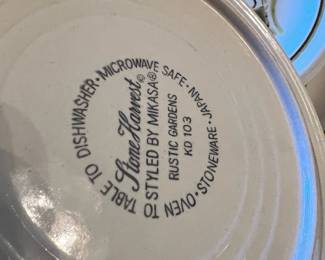 OVEN TO TABLE TO DISHWASHER • MICROWAVE SAFE • JAPAN • STONEWARE •
Stone Harvest©
STYLED BY MIKASA®
RUSTIC GARDENS
KD 103